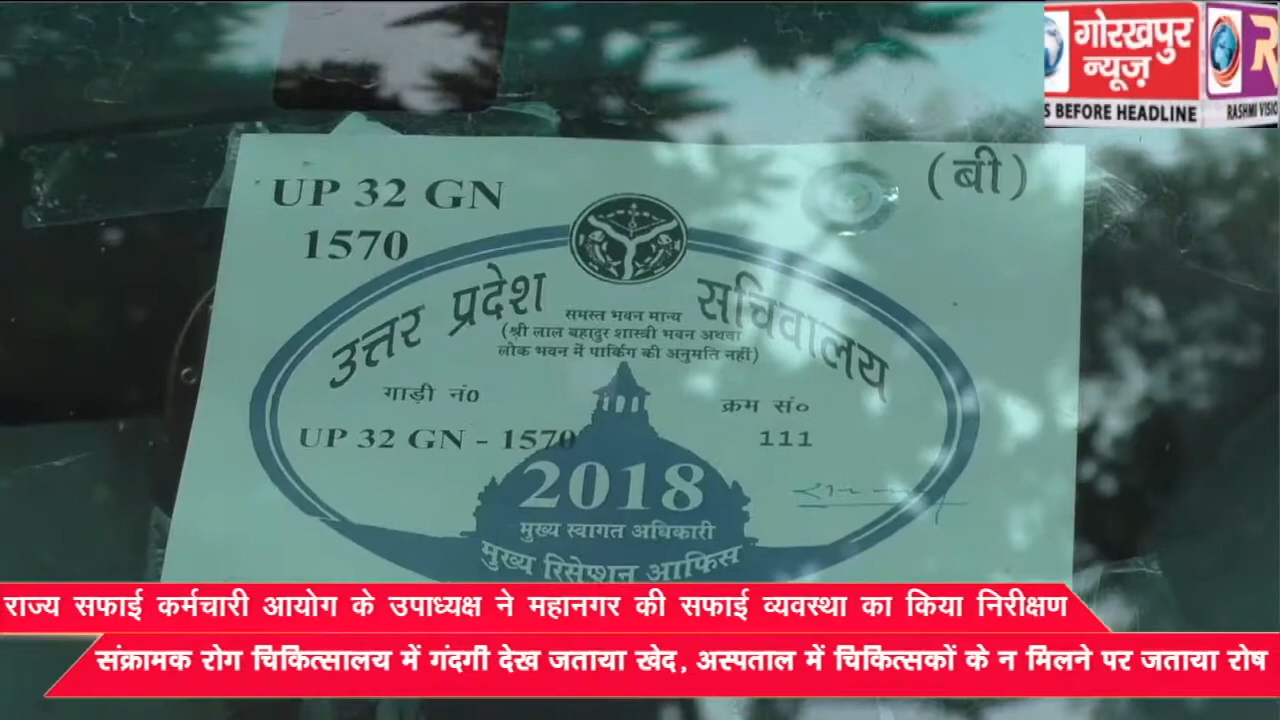 गोरखपुर
न्यूज़
S BEFORE HEADLINE
R
RASHMI VISIO
UP 32 GN
1570
(बी)
उत्तर प्रदेश सचिवालय
समस्त भवन मान्य
(श्री लाल बहादुर शास्त्री भवन अथवा
लोक भवन में पार्किंग की अनुमति नहीं)
गाड़ी नं0
क्रम सं०
UP 32 GN - 1570
111
2018
मुख्य स्वागत अधिकारी
मुख्य रिसेप्शन आफिस
राज्य सफाई कर्मचारी आयोग के उपाध्यक्ष ने महानगर की सफाई व्यवस्था का किया निरीक्षण
संक्रामक रोग चिकित्सालय में गंदगी देख जताया खेद, अस्पताल में चिकित्सकों के न मिलने पर जताया रोष